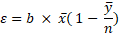 ε = b × x̄( 1 − ȳ/n)